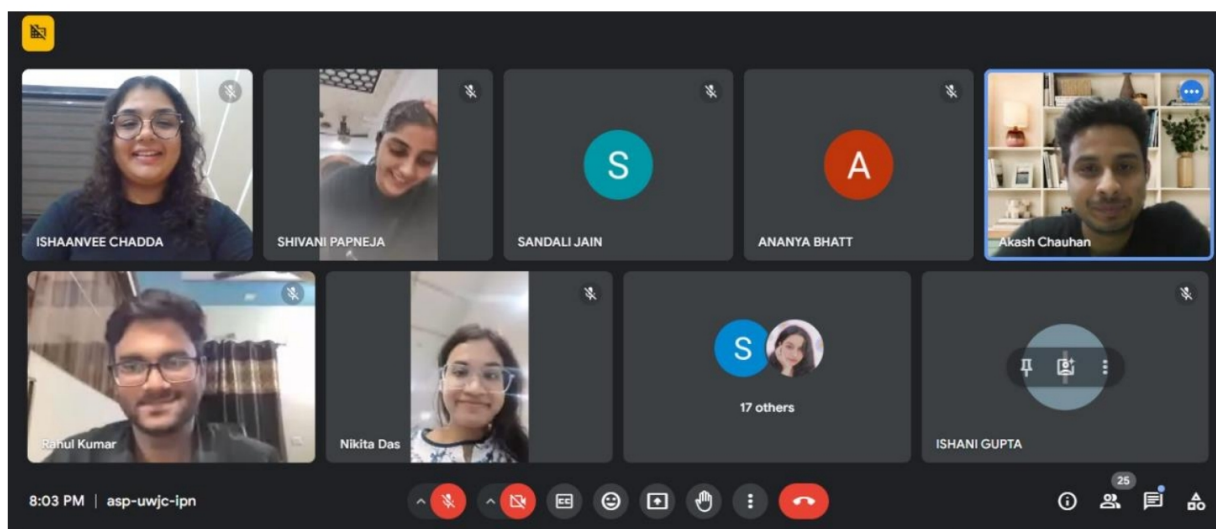 ISHAANVEE CHADDA
SHIVANI PAPNEJA
S
SANDALI JAIN
A
ANANYA BHATT
Akash Chauhan
Rahul Kumar
Nikita Das
S
17 others
ISHANI GUPTA
8:03 PM | asp-uwjc-ipn
CC
25